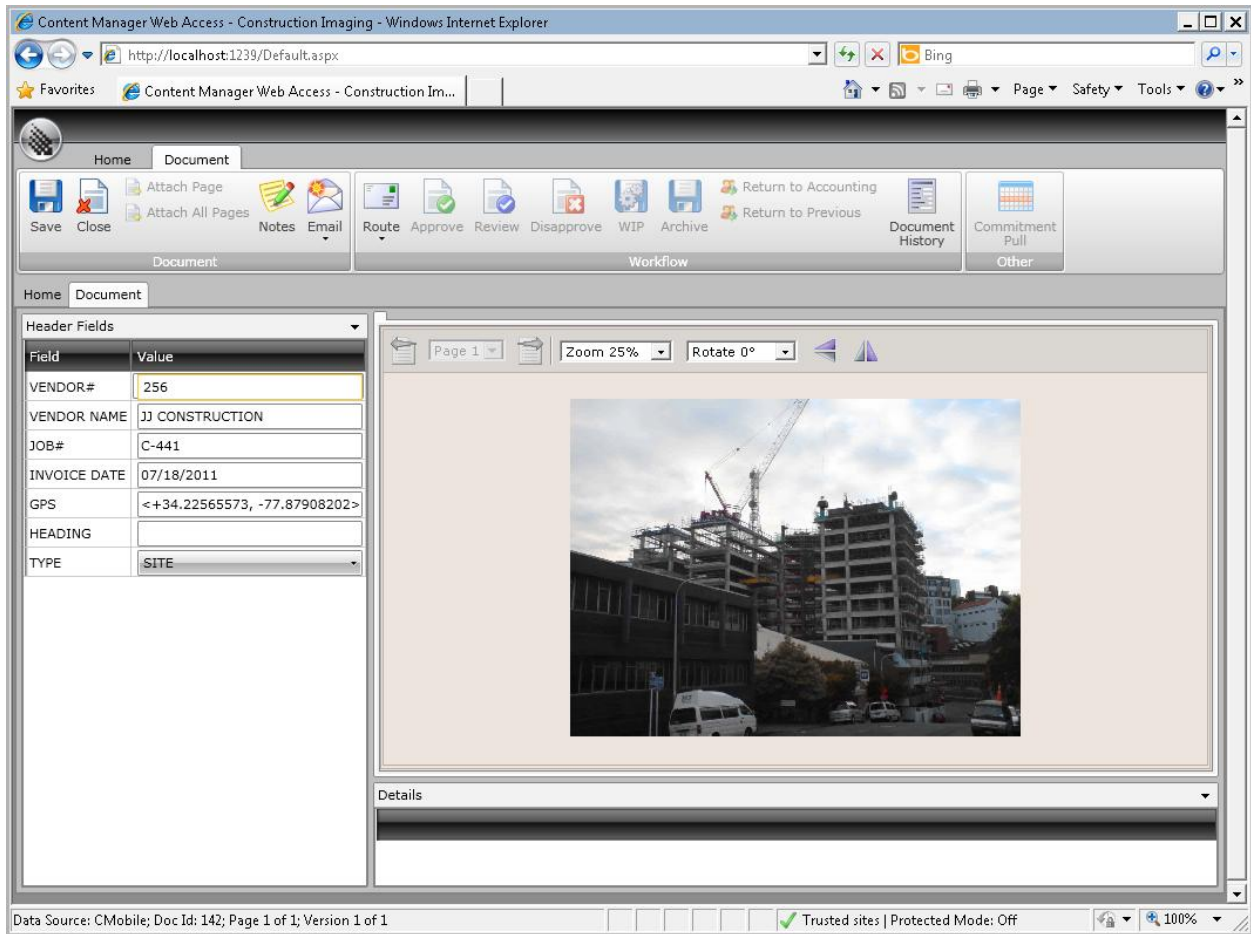 Content Manager Web Access - Construction Imaging - Windows Internet Explorer
http://localhost:1239/Default.aspx
Bing
Favorites
Content Manager Web Access - Construction Im...
Page
Safety
Tools
Home
Document
Save
Close
Attach Page
Attach All Pages
Notes
Email
Document
Route
Approve
Review
Disapprove
WIP
Archive
Return to Accounting
Return to Previous
Document History
Workflow
Commitment Pull
Other
Home
Document
Header Fields
Field Value
VENDOR# 256
VENDOR NAME JJ CONSTRUCTION
JOB# C-441
INVOICE DATE 07/18/2011
GPS <+34.22565573, -77.87908202>
HEADING
TYPE SITE
Page 1
Zoom 25%
Rotate 0°
Details
Data Source: CMobile; Doc Id: 142; Page 1 of 1; Version 1 of 1
Trusted sites | Protected Mode: Off
100%